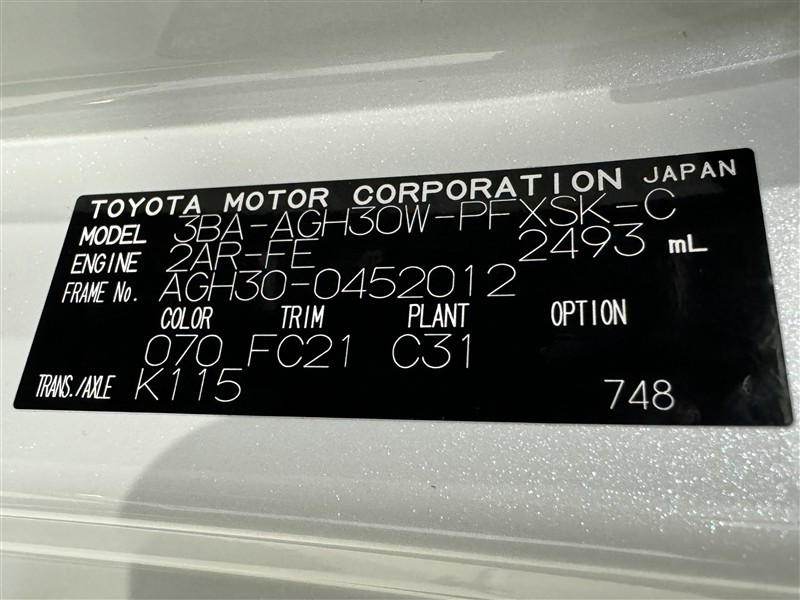 TOYOTA MOTOR CORPORATION JAPAN
MODEL 3BA-AGH30W-PFXSK-C
ENGINE 2AR-FE 2493 mL
FRAME No. AGH30-0452012
COLOR TRIM PLANT OPTION
070 FC21 C31
TRANS./AXLE K115 748